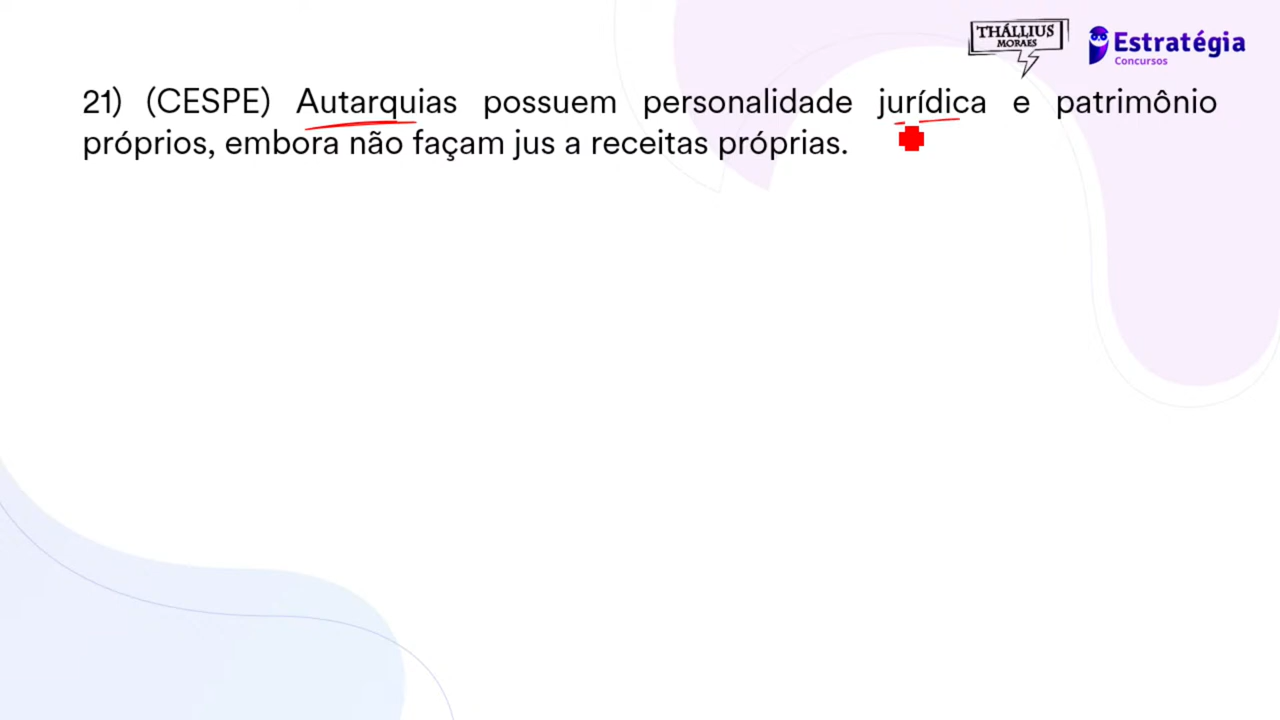 THÁLLIUS
MORAES
Estratégia
Concursos
21) (CESPE) Autarquias possuem personalidade jurídica e patrimônio
próprios, embora não façam jus a receitas próprias.